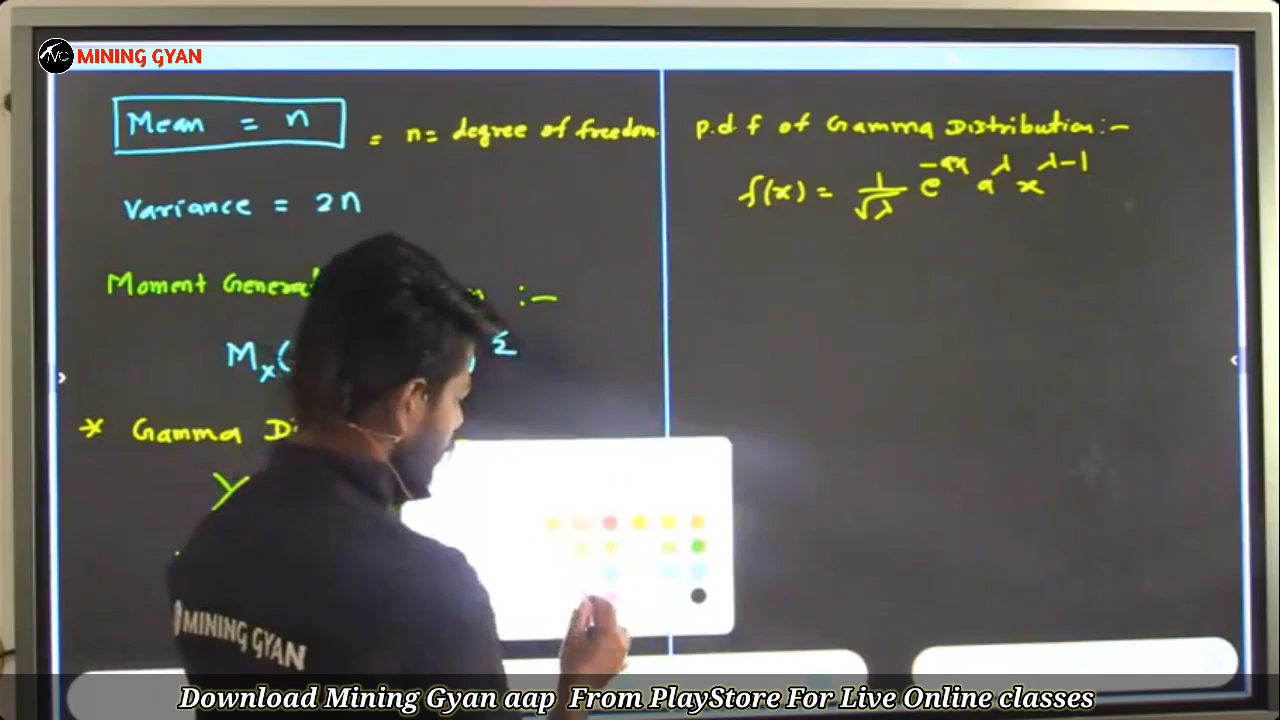 MINING GYAN
Mean = n
= n = degree of freedom.
Variance = 2n
Moment
:-
Mx(
* Gamma
Y
p.d.f of Gamma Distribution :-
f(x) = 1/√λ e^-ax a^λ x^λ-1
MINING GYAN
Download Mining Gyan aap From PlayStore For Live Online classes